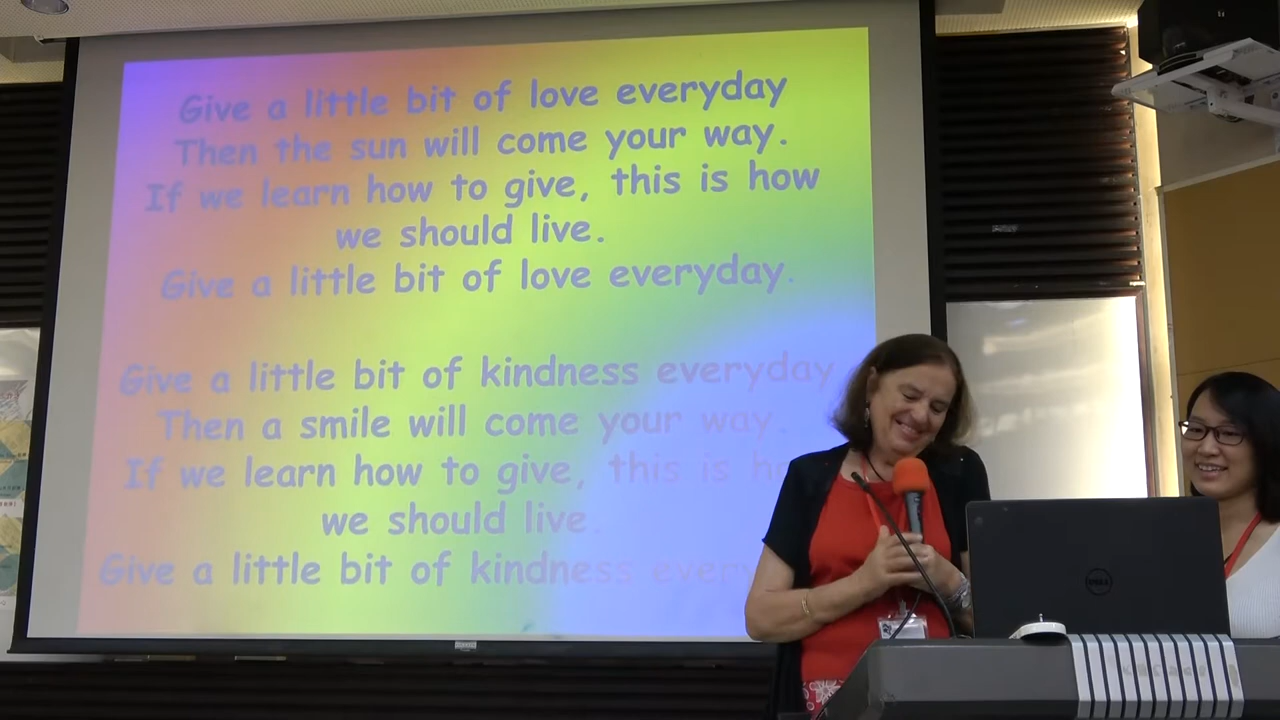 Give a little bit of love everyday
Then the sun will come your way.
If we learn how to give, this is how
we should live.
Give a little bit of love everyday.
Give a little bit of kindness everyday
Then a smile will come your way.
If we learn how to give, this is
we should live.
Give a little bit of kindness
DELL